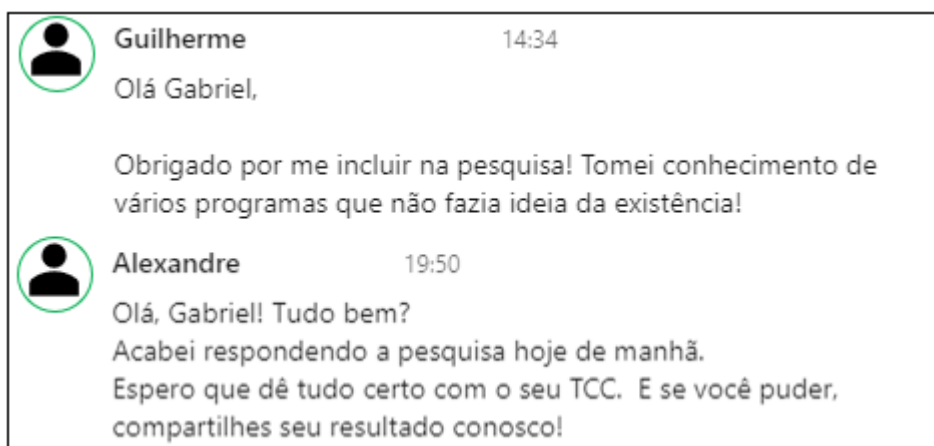 Guilherme 14:34
Olá Gabriel,
Obrigado por me incluir na pesquisa! Tomei conhecimento de
vários programas que não fazia ideia da existência!
Alexandre 19:50
Olá, Gabriel! Tudo bem?
Acabei respondendo a pesquisa hoje de manhã.
Espero que dê tudo certo com o seu TCC. E se você puder,
compartilhes seu resultado conosco!